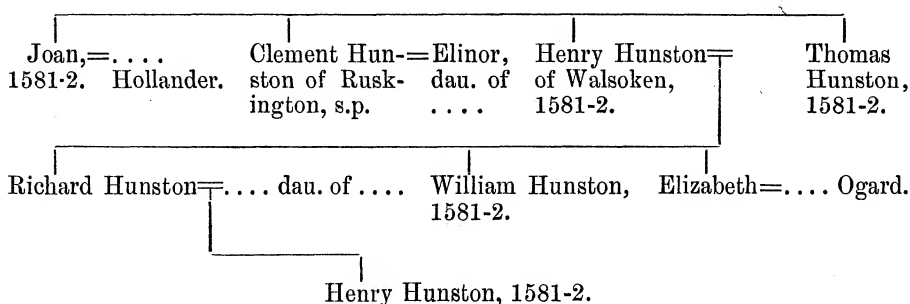 Joan,=.... Clement Hun-=Elinor, Henry Hunston= Thomas
1581-2. Hollander. ston of Rusk- dau. of of Walsoken, Hunston,
ington, s.p. .... 1581-2. 1581-2.
Richard Hunston=.... dau. of .... William Hunston, Elizabeth=.... Ogard.
1581-2.
Henry Hunston, 1581-2.